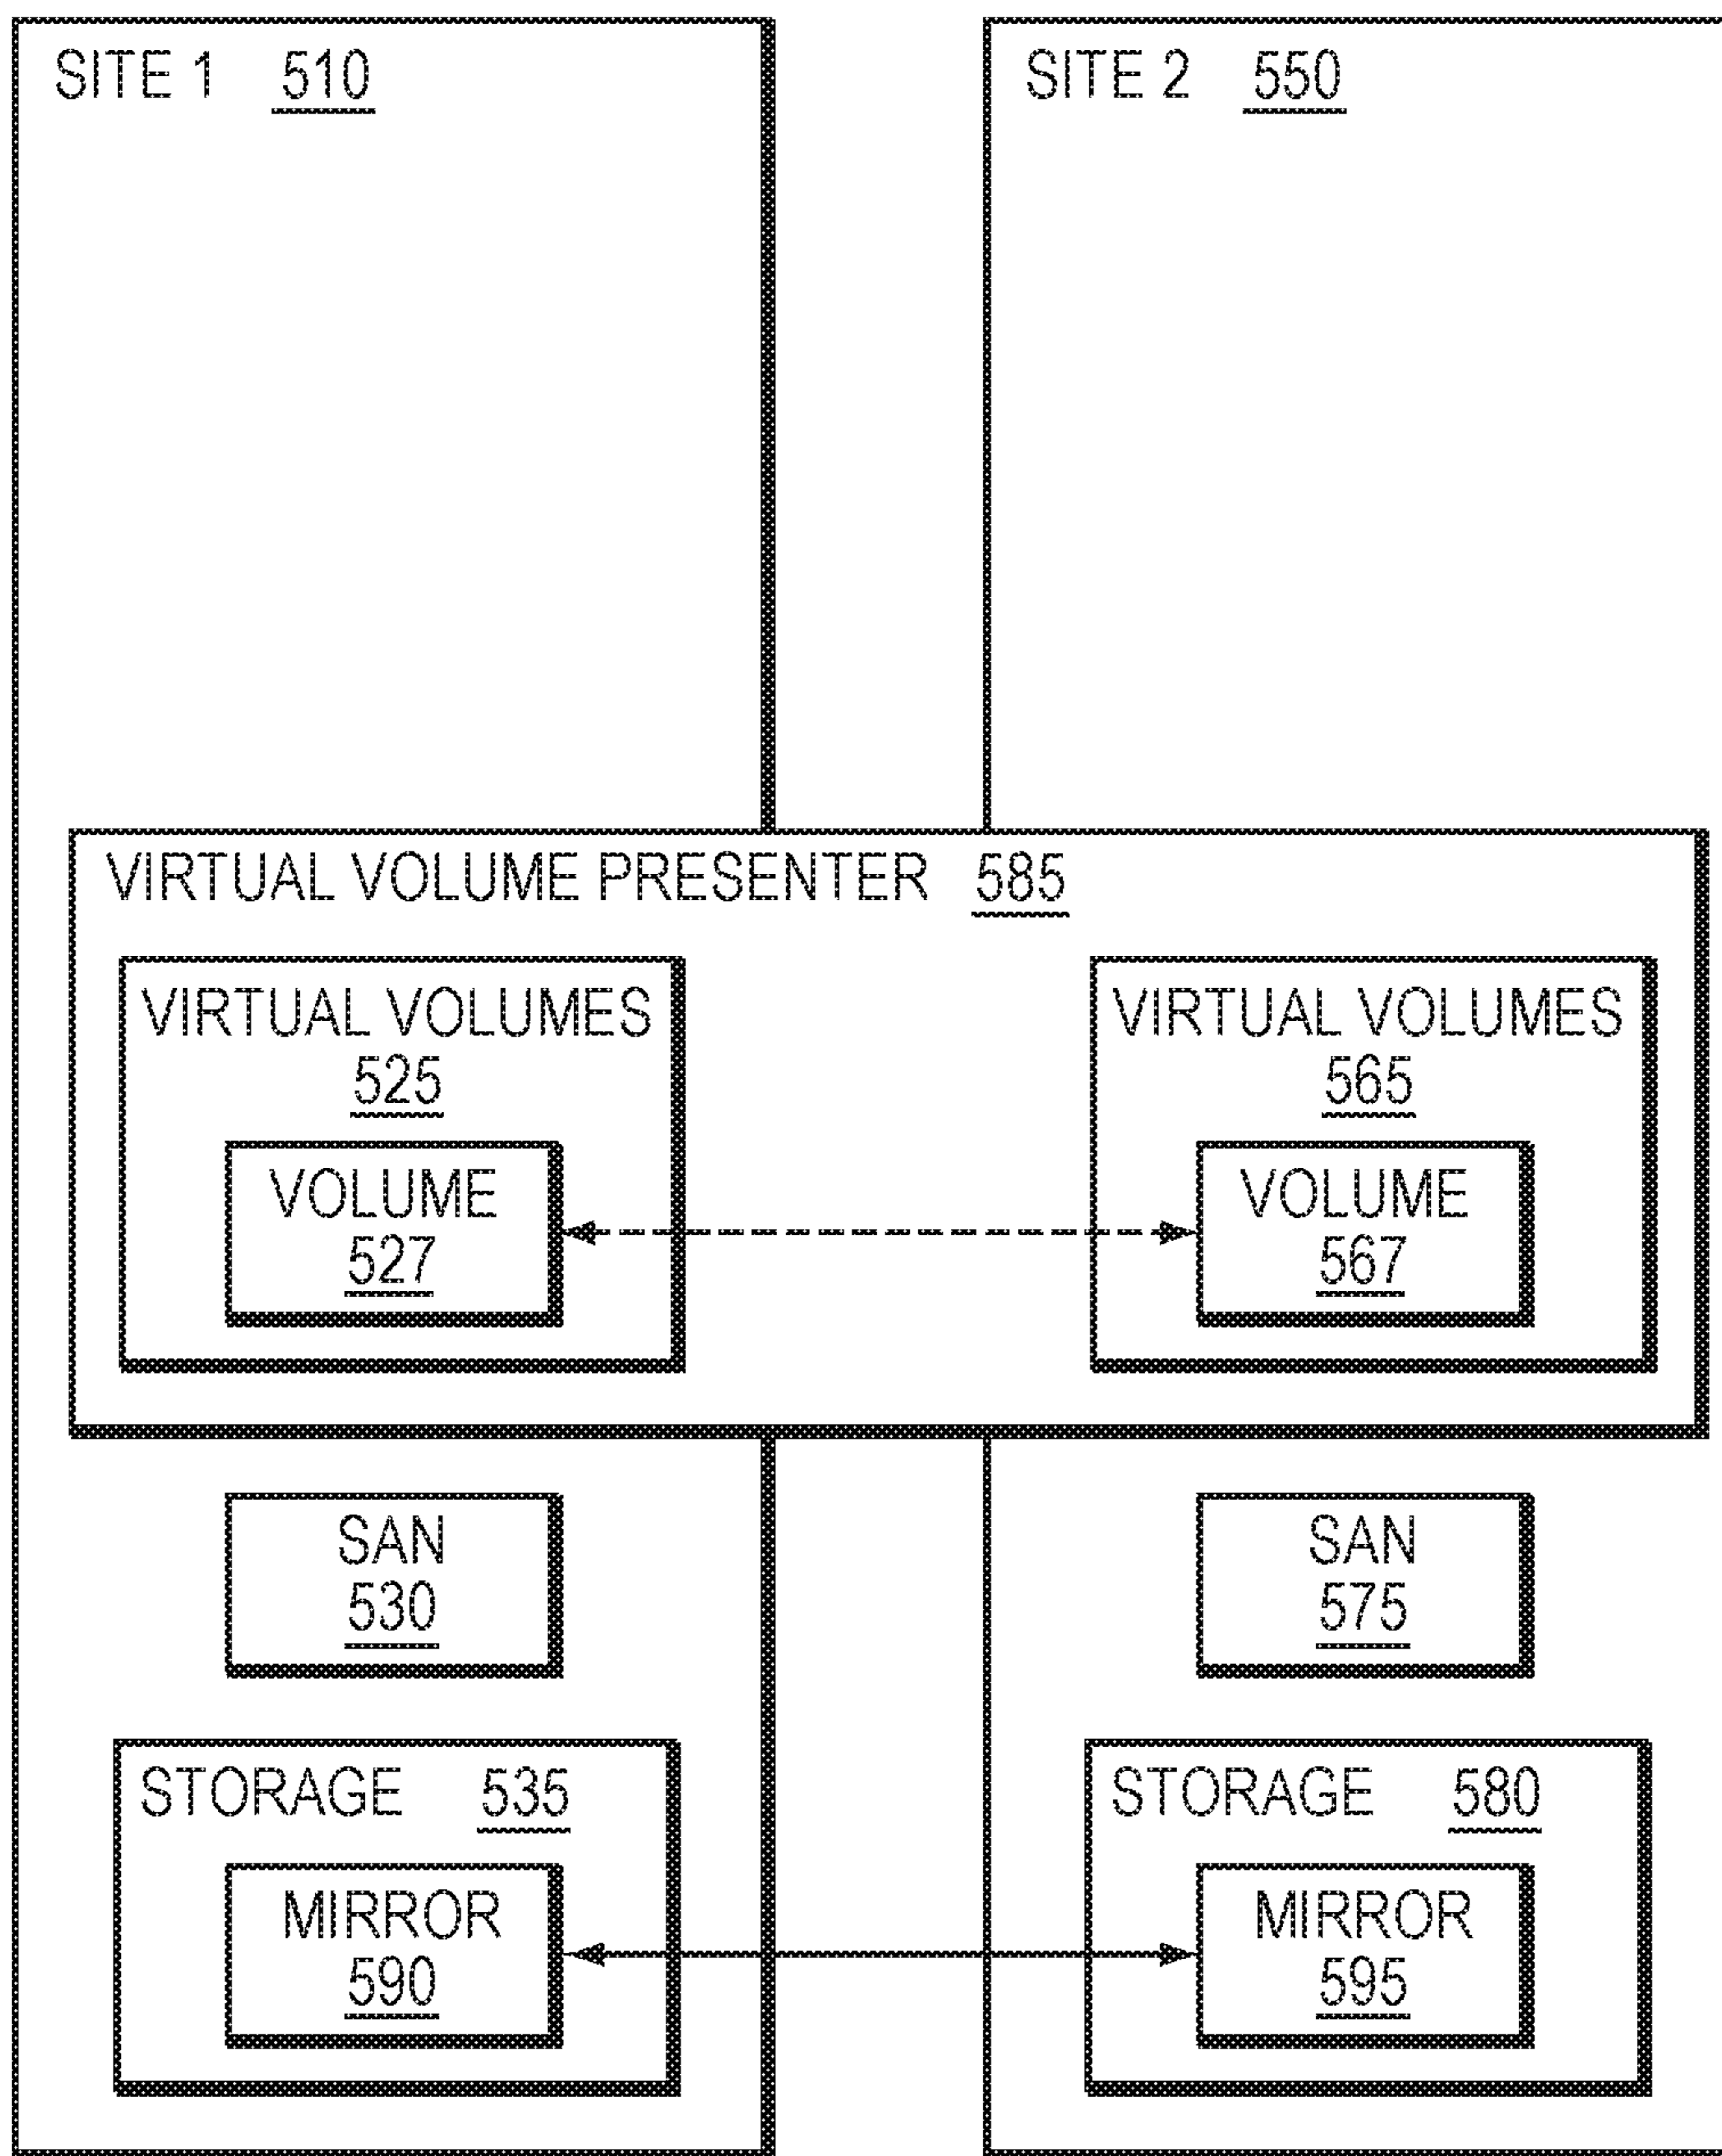 SITE 1 510
SITE 2 550
VIRTUAL VOLUME PRESENTER 585
VIRTUAL VOLUMES
525
VOLUME
527
VIRTUAL VOLUMES
565
VOLUME
567
SAN
530
SAN
575
STORAGE 535
MIRROR
590
STORAGE 580
MIRROR
595